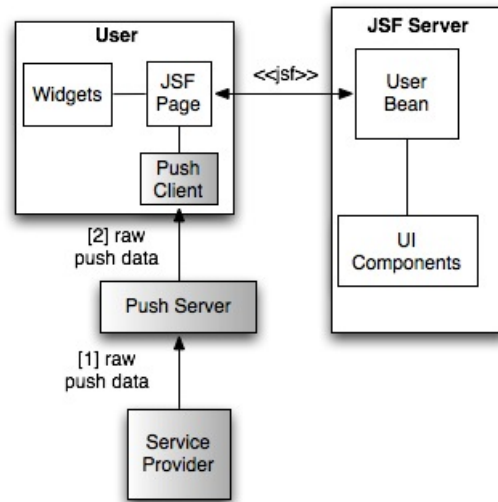 User
Widgets
JSF
Page
Push
Client
<<jsf>>
JSF Server
User
Bean
UI
Components
[2] raw
push data
Push Server
[1] raw
push data
Service
Provider